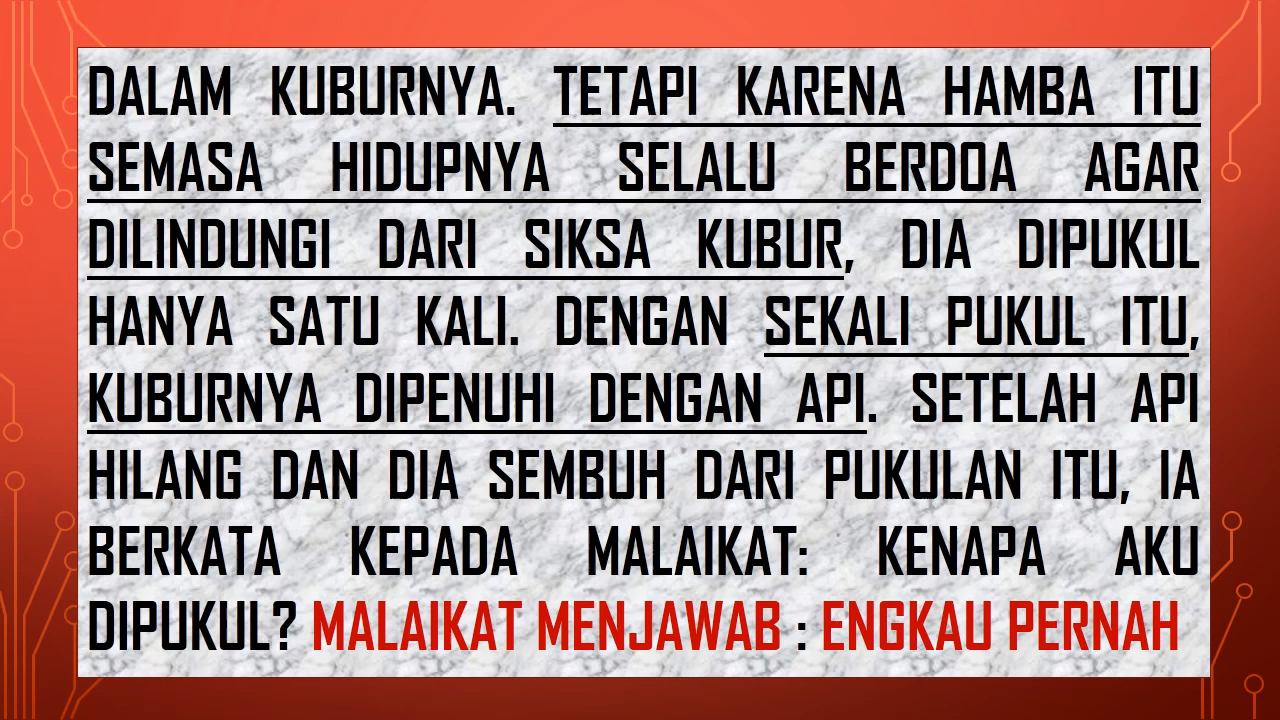 DALAM KUBURNYA. TETAPI KARENA HAMBA ITU
SEMASA HIDUPNYA SELALU BERDOA AGAR
DILINDUNGI DARI SIKSA KUBUR, DIA DIPUKUL
HANYA SATU KALI. DENGAN SEKALI PUKUL ITU,
KUBURNYA DIPENUHI DENGAN API. SETELAH API
HILANG DAN DIA SEMBUH DARI PUKULAN ITU, IA
BERKATA KEPADA MALAIKAT: KENAPA AKU
DIPUKUL? MALAIKAT MENJAWAB : ENGKAU PERNAH